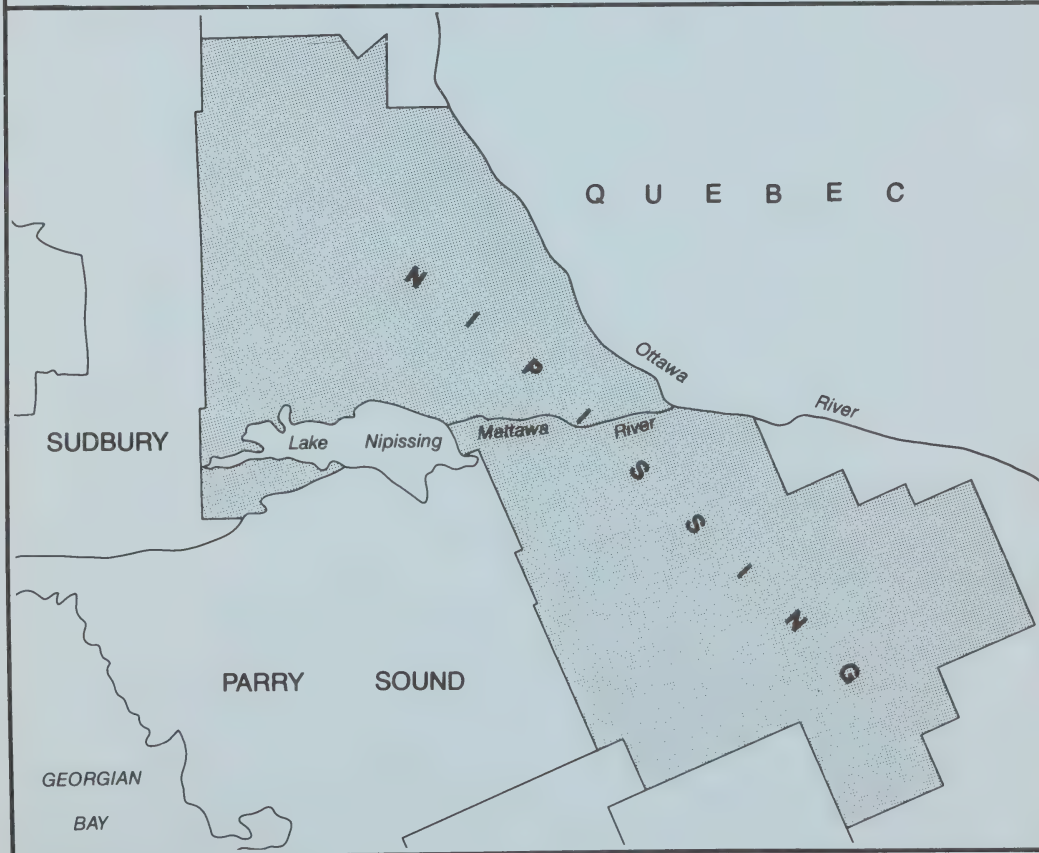 QUEBEC
NIPISSING
Ottawa
River
SUDBURY
Lake Nipissing
Mattawa River
PARRY SOUND
GEORGIAN
BAY